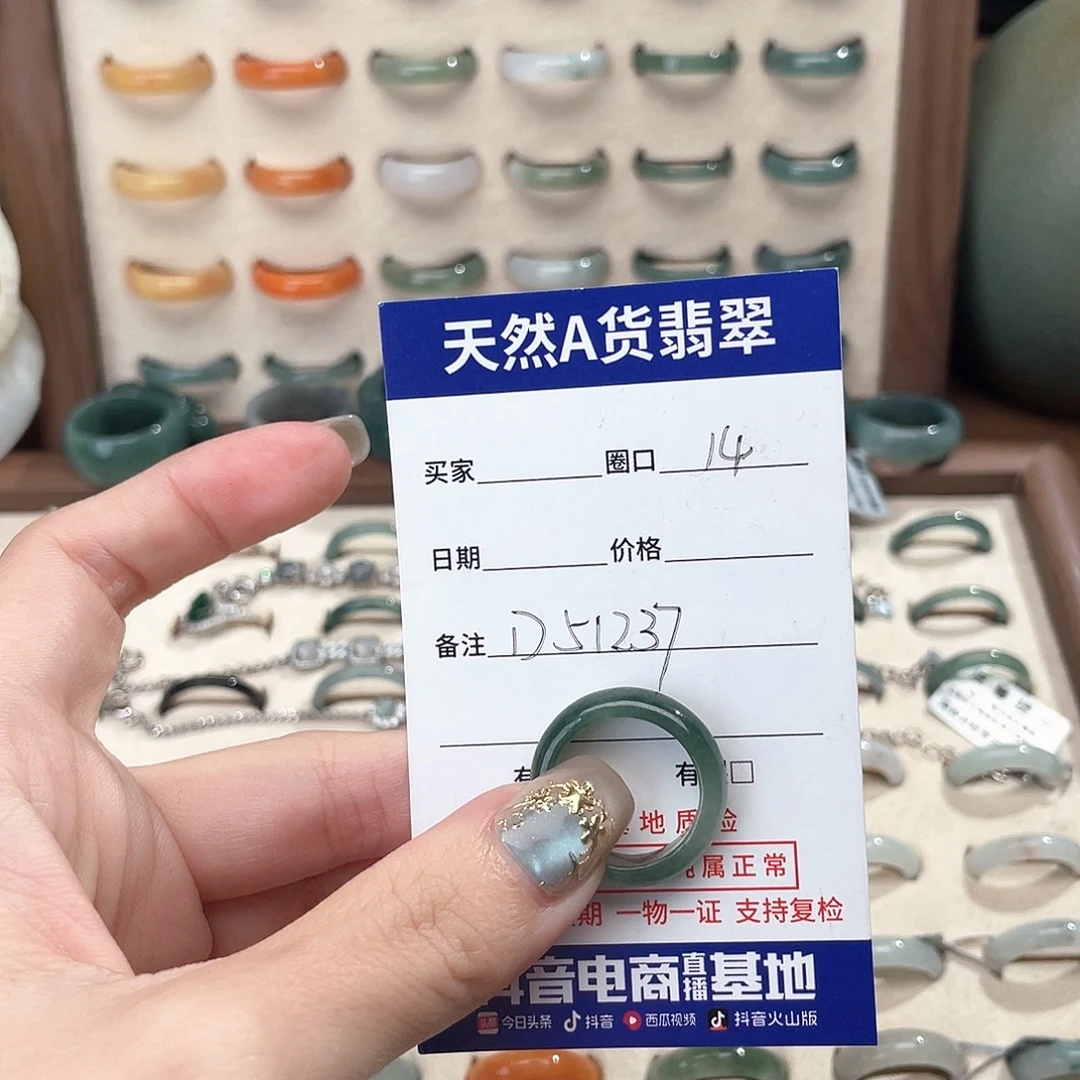 天然A货翡翠
买家 圈口 14
日期 价格
备注 D51237
有 有 口
地质检
属正常
期 一物一证 支持复检
抖音电商直播基地
头条 今日头条 抖音 西瓜视频 抖音火山版